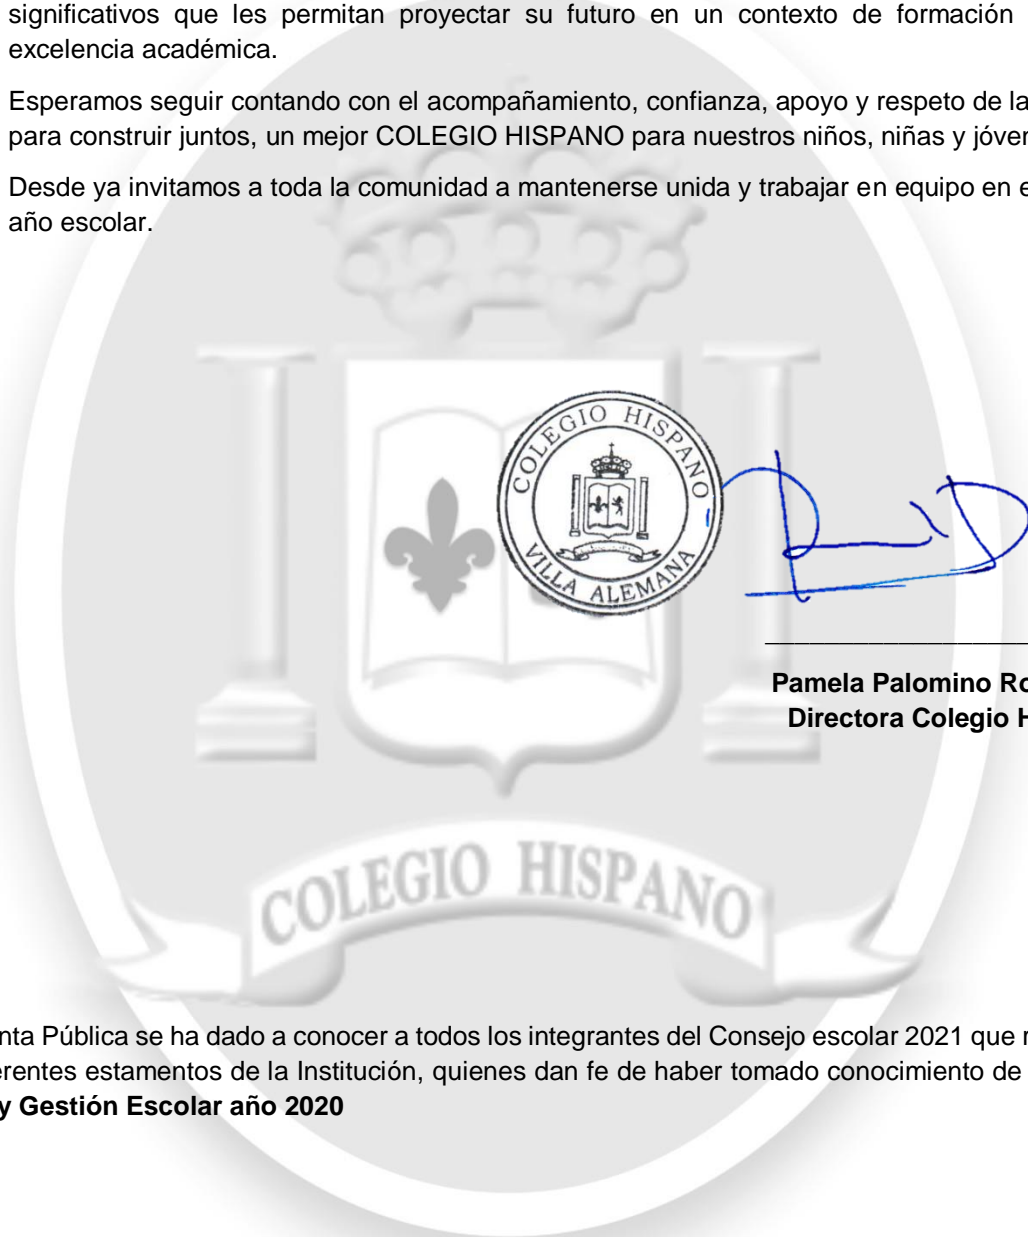 significativos que les permitan proyectar su futuro en un contexto de formación
excelencia académica.
Esperamos seguir contando con el acompañamiento, confianza, apoyo y respeto de la
para construir juntos, un mejor COLEGIO HISPANO para nuestros niños, niñas y
Desde ya invitamos a toda la comunidad a mantenerse unida y trabajar en equipo en
año escolar.
COLEGIO HISPANO
VILLA ALEMANA
Pamela Palomino
Directora Colegio
COLEGIO HISPANO
Pública se ha dado a conocer a todos los integrantes del Consejo escolar 2021 que
estamentos de la Institución, quienes dan fe de haber tomado conocimiento de
y Gestión Escolar año 2020